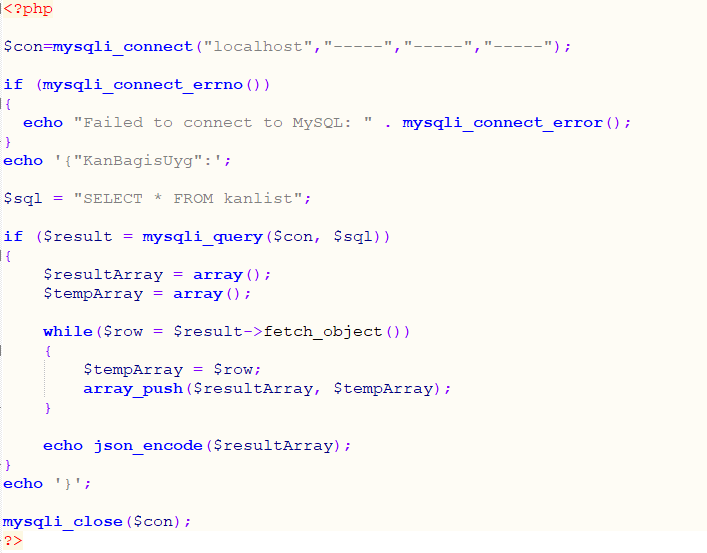 <?php
$con=mysqli_connect("localhost","-----","-----","-----");
if (mysqli_connect_errno())
{
  echo "Failed to connect to MySQL: " . mysqli_connect_error();
}
echo '{"KanBagisUyg":';
$sql = "SELECT * FROM kanlist";
if ($result = mysqli_query($con, $sql))
{
    $resultArray = array();
    $tempArray = array();
    while($row = $result->fetch_object())
    {
        $tempArray = $row;
        array_push($resultArray, $tempArray);
    }
    echo json_encode($resultArray);
}
echo '}';
mysqli_close($con);
?>